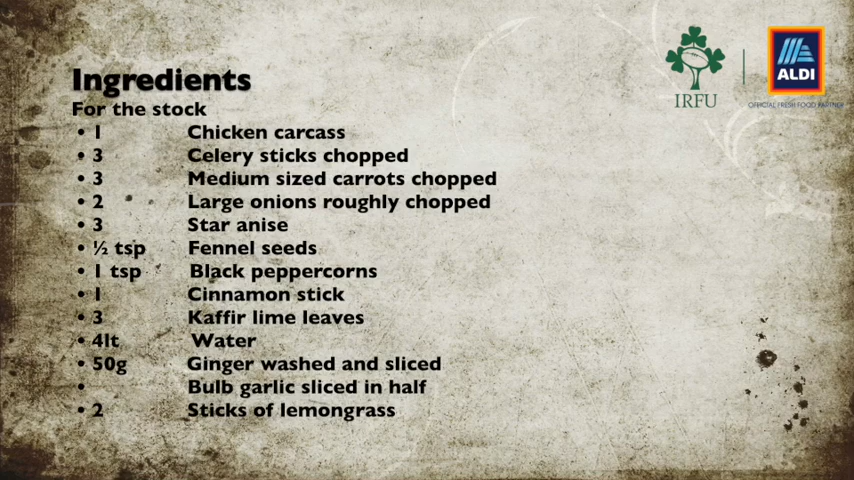 Ingredients
For the stock
• 1 Chicken carcass
• 3 Celery sticks chopped
• 3 Medium sized carrots chopped
• 2 Large onions roughly chopped
• 3 Star anise
• ½ tsp Fennel seeds
• 1 tsp Black peppercorns
• 1 Cinnamon stick
• 3 Kaffir lime leaves
• 4lt Water
• 50g Ginger washed and sliced
• Bulb garlic sliced in half
• 2 Sticks of lemongrass
IRFU
ALDI
OFFICIAL FRESH FOOD PARTNER